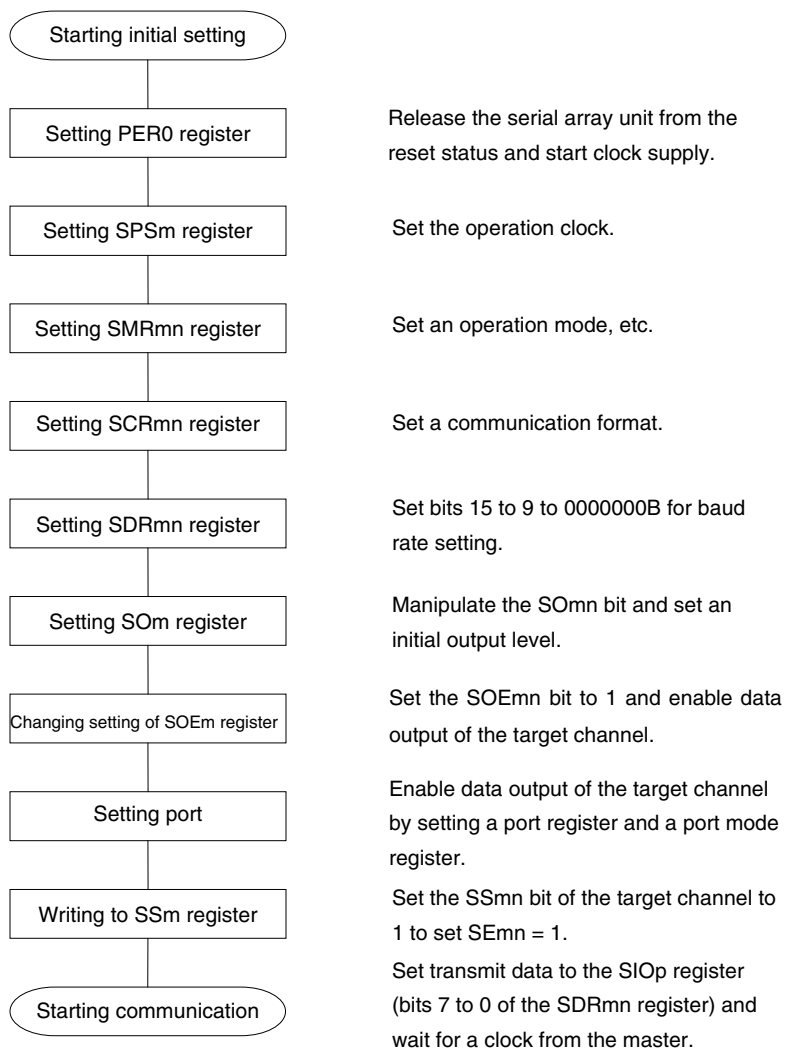 Starting initial setting
Setting PER0 register
Release the serial array unit from the
reset status and start clock supply.
Setting SPSm register
Set the operation clock.
Setting SMRmn register
Set an operation mode, etc.
Setting SCRmn register
Set a communication format.
Setting SDRmn register
Set bits 15 to 9 to 0000000B for baud
rate setting.
Setting SOm register
Manipulate the SOmn bit and set an
initial output level.
Changing setting of SOEm register
Set the SOEmn bit to 1 and enable data
output of the target channel.
Setting port
Enable data output of the target channel
by setting a port register and a port mode
register.
Writing to SSm register
Set the SSmn bit of the target channel to
1 to set SEmn = 1.
Starting communication
Set transmit data to the SIOp register
(bits 7 to 0 of the SDRmn register) and
wait for a clock from the master.